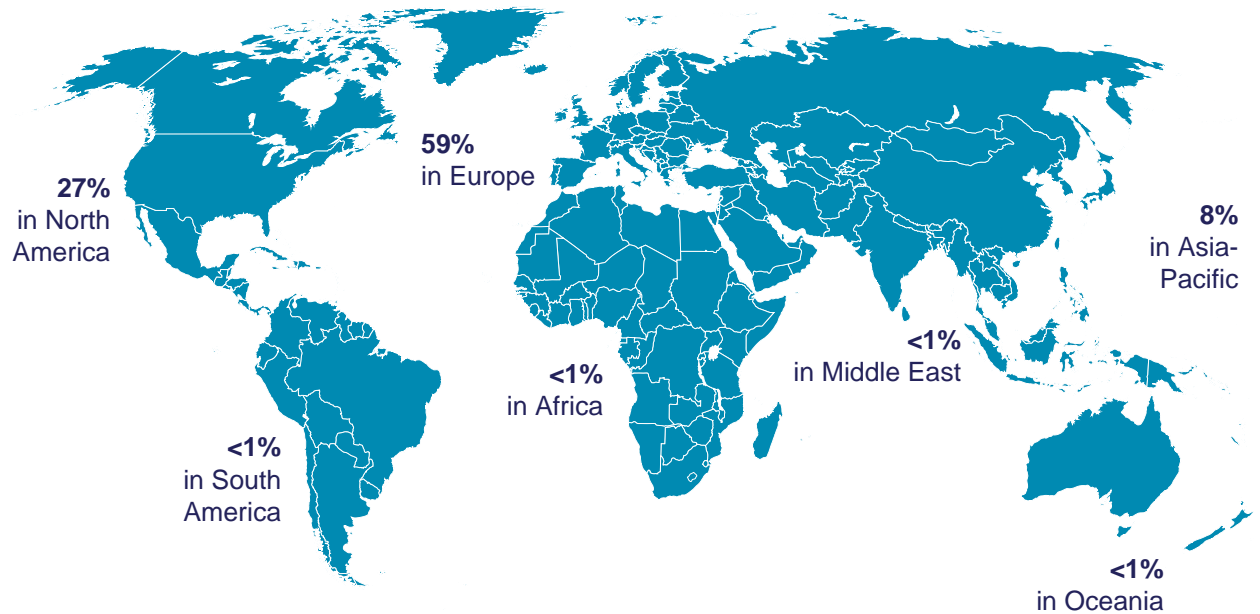 59%
in Europe
27%
in North
America
8%
in Asia-
Pacific
<1%
in Middle East
<1%
in Africa
<1%
in South
America
<1%
in Oceania